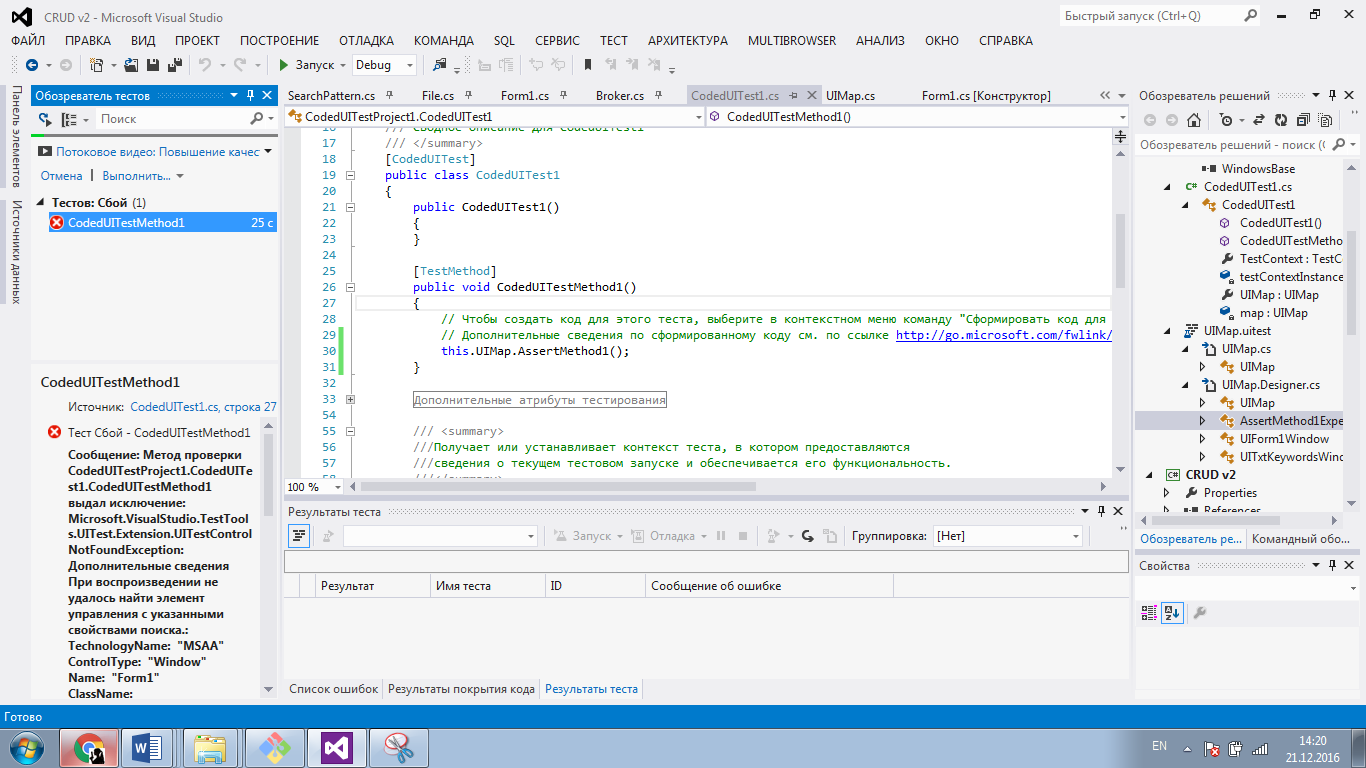 CRUD v2 - Microsoft Visual Studio
Быстрый запуск (Ctrl+Q)
ФАЙЛ ПРАВКА ВИД ПРОЕКТ ПОСТРОЕНИЕ ОТЛАДКА КОМАНДА SQL СЕРВИС ТЕСТ АРХИТЕКТУРА MULTIBROWSER АНАЛИЗ ОКНО СПРАВКА
Запуск Debug
Панель элементов
Источники данных
Обозреватель тестов
Поиск
Потоковое видео: Повышение качес
Отмена | Выполнить...
Тестов: Сбой (1)
CodedUITestMethod1 25 с
CodedUITestMethod1
Источник: CodedUITest1.cs, строка 27
Тест Сбой - CodedUITestMethod1
Сообщение: Метод проверки
CodedUITestProject1.CodedUITe
st1.CodedUITestMethod1
выдал исключение:
Microsoft.VisualStudio.TestTool
s.UITest.Extension.UITestControl
NotFoundException:
Дополнительные сведения
При воспроизведении не
удалось найти элемент
управления с указанными
свойствами поиска.:
TechnologyName: "MSAA"
ControlType: "Window"
Name: "Form1"
ClassName:
SearchPattern.cs File.cs Form1.cs Broker.cs CodedUITest1.cs UIMap.cs Form1.cs [Конструктор]
CodedUITestProject1.CodedUITest1 CodedUITestMethod1()
16 /// Сводное описание для CodedUITest1
17 /// </summary>
18 [CodedUITest]
19 public class CodedUITest1
20 {
21 public CodedUITest1()
22 {
23 }
24
25 [TestMethod]
26 public void CodedUITestMethod1()
27 {
28 // Чтобы создать код для этого теста, выберите в контекстном меню команду "Сформировать код для
29 // Дополнительные сведения по сформированному коду см. по ссылке http://go.microsoft.com/fwlink/
30 this.UIMap.AssertMethod1();
31 }
32
33 Дополнительные атрибуты тестирования
54
55 /// <summary>
56 ///Получает или устанавливает контекст теста, в котором предоставляются
57 ///сведения о текущем тестовом запуске и обеспечивается его функциональность.
58 ///</summary>
100 %
Результаты теста
Запуск Отладка Группировка: [Нет]
Результат Имя теста ID Сообщение об ошибке
Список ошибок Результаты покрытия кода Результаты теста
Обозреватель решений
Обозреватель решений - поиск (С
WindowsBase
CodedUITest1.cs
CodedUITest1
CodedUITest1()
CodedUITestMetho
TestContext : TestC
testContextInstance
UIMap : UIMap
map : UIMap
UIMap.uitest
UIMap.cs
UIMap
UIMap.Designer.cs
UIMap
AssertMethod1Expe
UIForm1Window
UITxtKeywordsWind
CRUD v2
Properties
References
Обозреватель ре... Командный обо...
Свойства
Готово
EN
14:20
21.12.2016